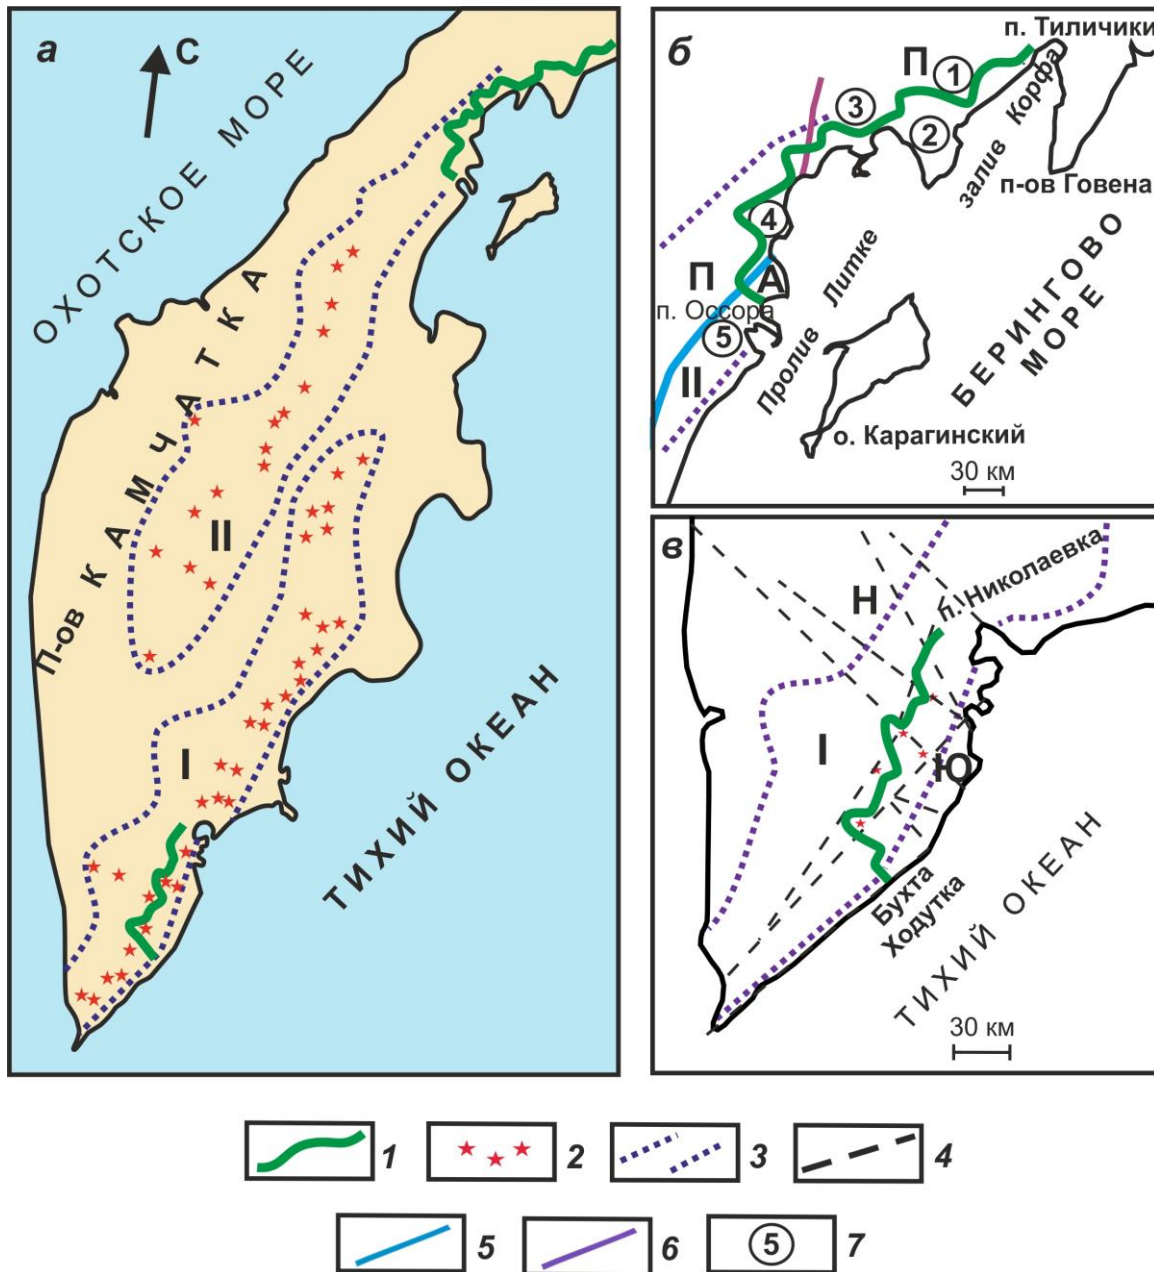 а
С
ОХОТСКОЕ МОРЕ
П-ов КАМЧАТКА
II
I
ТИХИЙ ОКЕАН
б
п. Тиличики
П
1
3
2
залив Корфа
п-ов Говена
4
П
А
п. Оссора
5
II
Пролив Литке
БЕРИНГОВО
МОРЕ
о. Карагинский
30 км
в
Н
п. Николаевка
I
Ю
Бухта
Ходутка
ТИХИЙ ОКЕАН
30 км
1
2
3
4
5
6
5
7